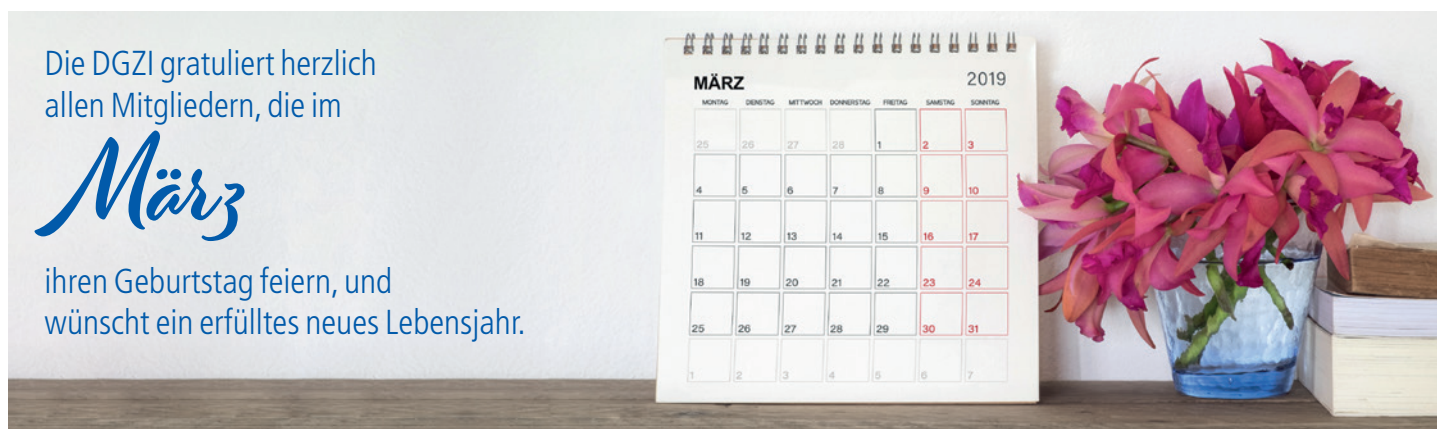 Die DGZI gratuliert herzlich
allen Mitgliedern, die im
März
ihren Geburtstag feiern, und
wünscht ein erfülltes neues Lebensjahr.
MÄRZ 2019
MONTAG DIENSTAG MITTWOCH DONNERSTAG FREITAG SAMSTAG SONNTAG
25 26 27 28 1 2 3
4 5 6 7 8 9 10
11 12 13 14 15 16 17
18 19 20 21 22 23 24
25 26 27 28 29 30 31
1 2 3 4 5 6 7